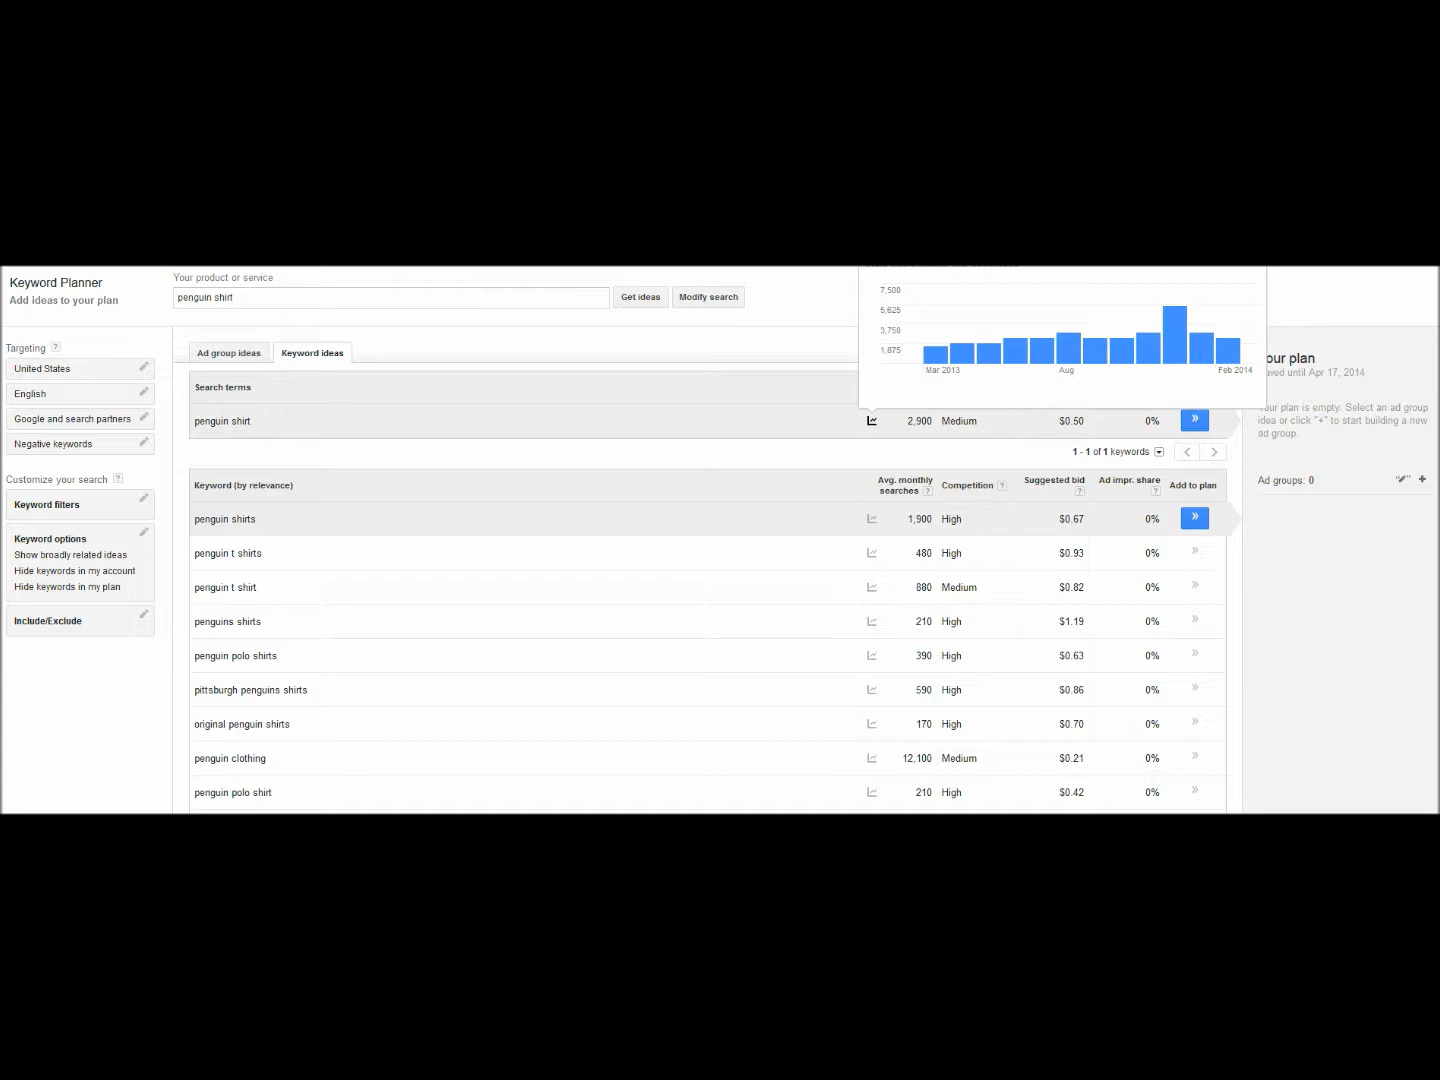 Keyword Planner
Add ideas to your plan
Your product or service
penguin shirt
Get ideas
Modify search
7,500
5,625
3,750
1,875
Mar 2013
Aug
Feb 2014
Targeting ?
United States
English
Google and search partners
Negative keywords
Customize your search ?
Keyword filters
Keyword options
Show broadly related ideas
Hide keywords in my account
Hide keywords in my plan
Include/Exclude
Ad group ideas
Keyword ideas
Search terms
penguin shirt 2,900 Medium $0.50 0% »
1 - 1 of 1 keywords
Keyword (by relevance) Avg. monthly searches ? Competition ? Suggested bid ? Ad impr. share ? Add to plan
penguin shirts 1,900 High $0.67 0% »
penguin t shirts 480 High $0.93 0% »
penguin t shirt 880 Medium $0.82 0% »
penguins shirts 210 High $1.19 0% »
penguin polo shirts 390 High $0.63 0% »
pittsburgh penguins shirts 590 High $0.86 0% »
original penguin shirts 170 High $0.70 0% »
penguin clothing 12,100 Medium $0.21 0% »
penguin polo shirt 210 High $0.42 0% »
our plan
aved until Apr 17, 2014
our plan is empty. Select an ad group
idea or click "+" to start building a new
ad group.
Ad groups: 0